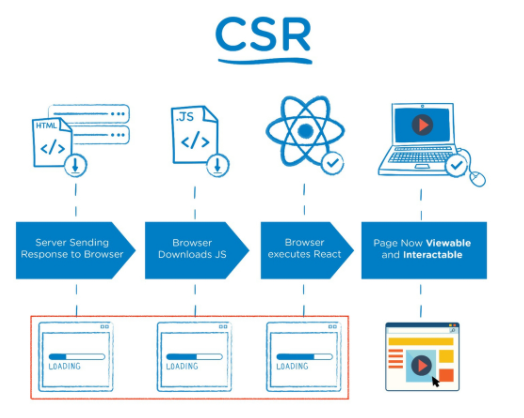 CSR
HTML
</>
.JS
</>
Server Sending
Response to Browser
Browser
Downloads JS
Browser
executes React
Page Now Viewable
and Interactable
LOADING
LOADING
LOADING